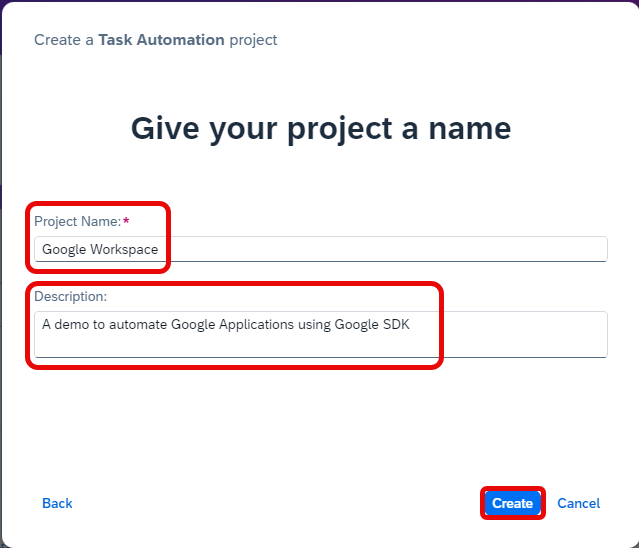 Create a Task Automation project
Give your project a name
Project Name:*
Google Workspace
Description:
A demo to automate Google Applications using Google SDK
Back
Create
Cancel